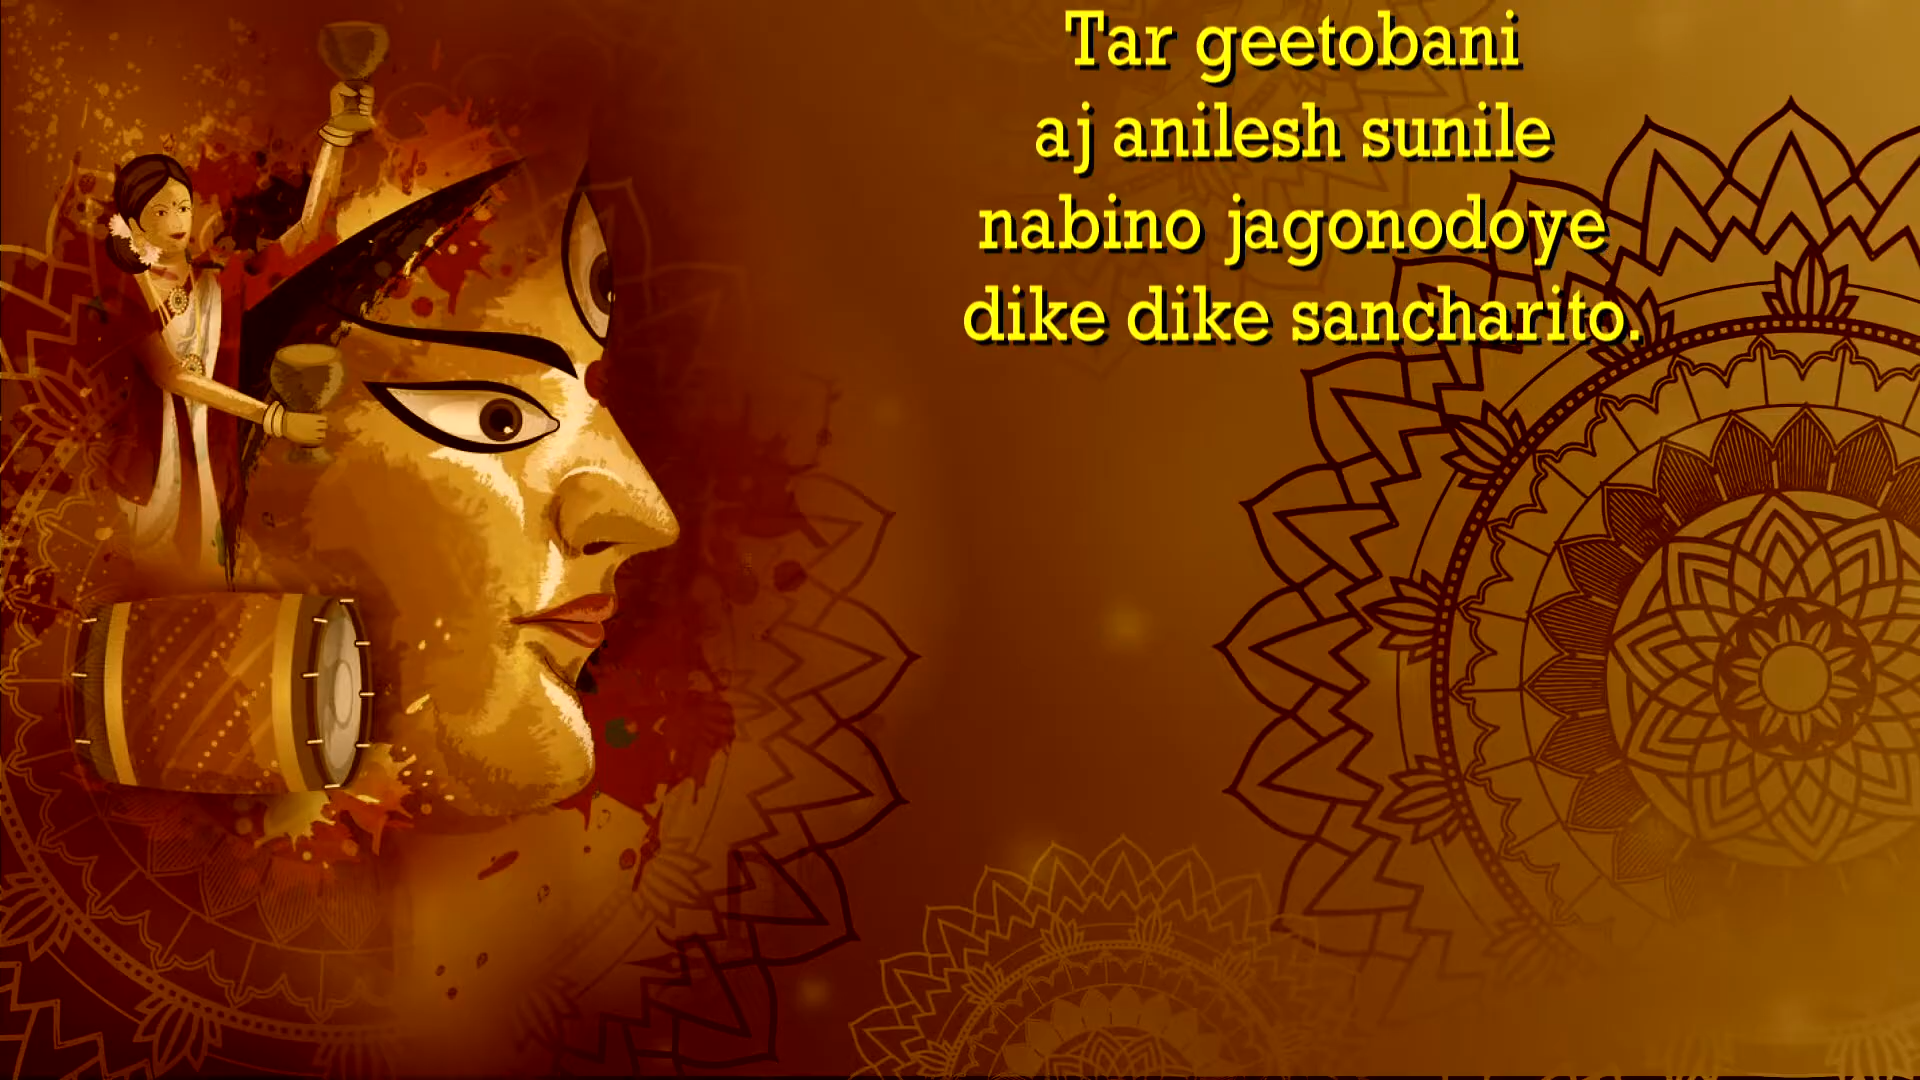 Tar geetobani
aj anilesh sunile
nabino jagonodoye
dike dike sancharito.